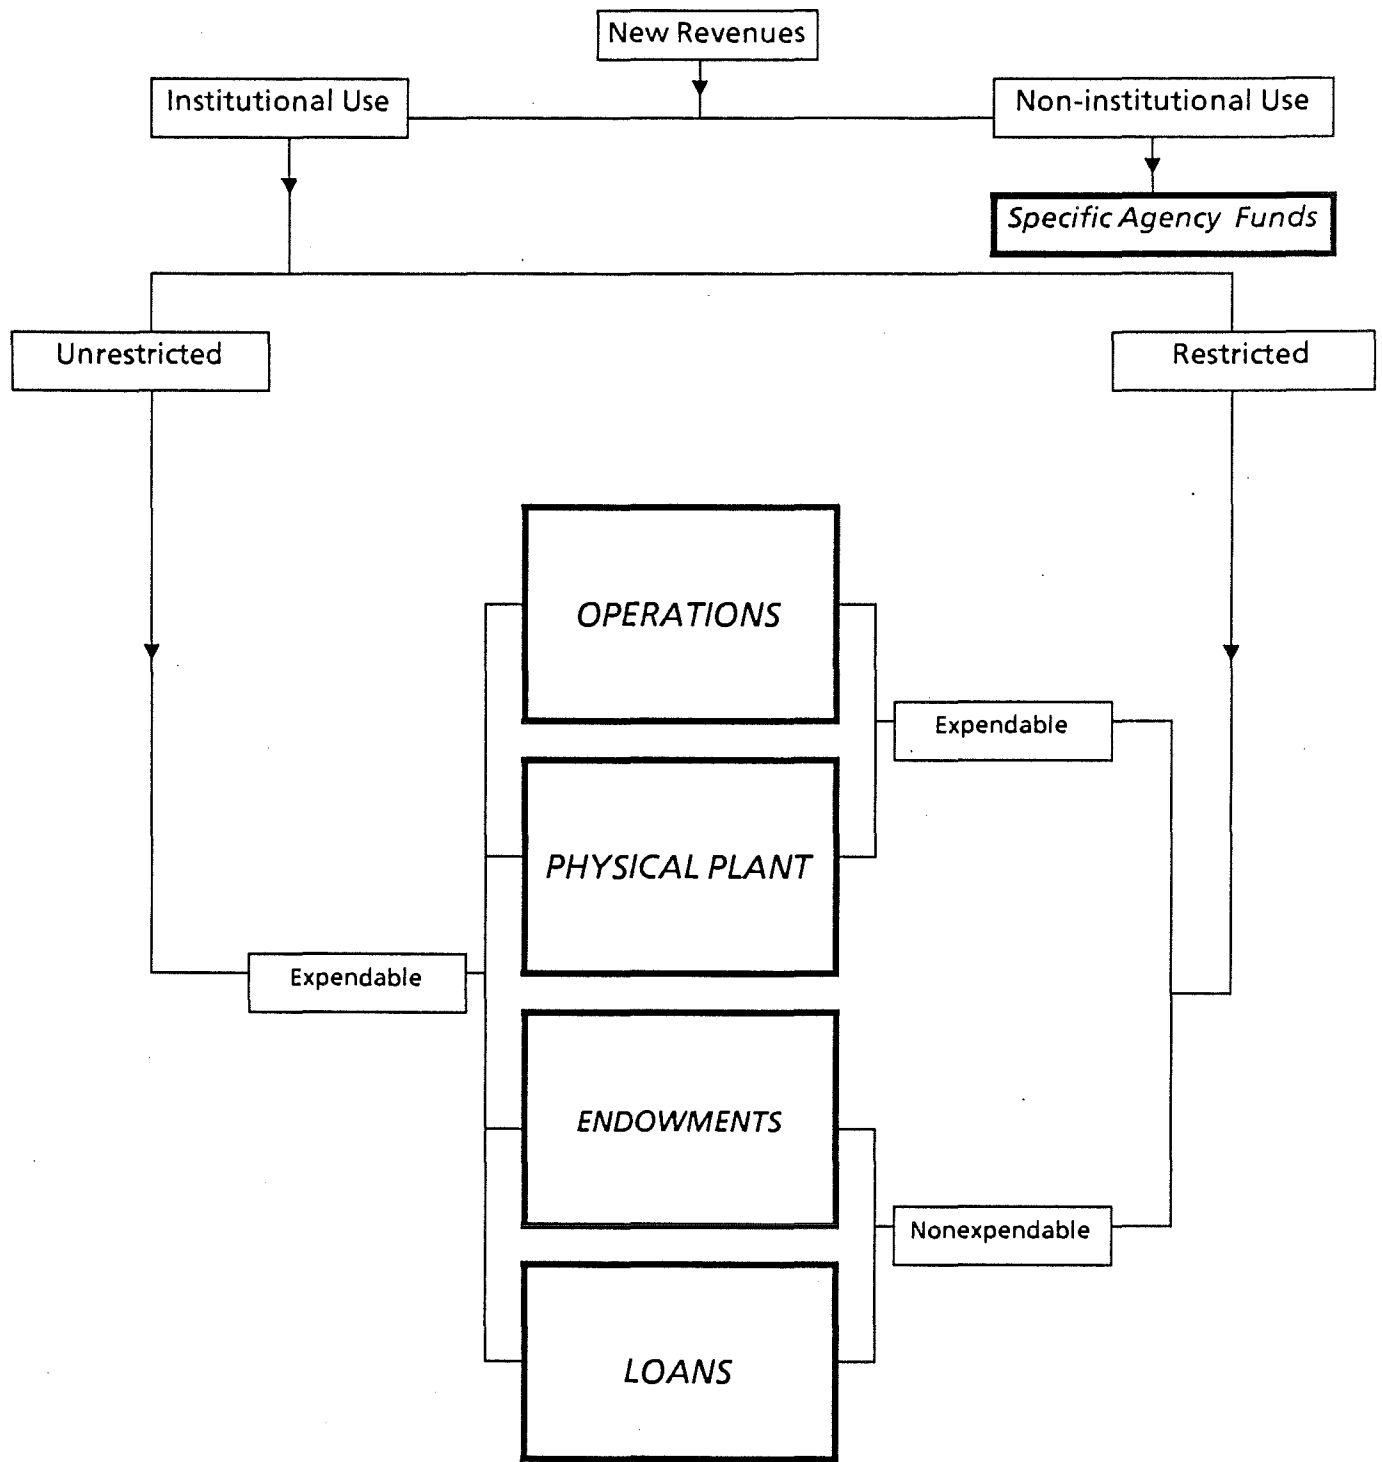 New Revenues
Institutional Use
Non-institutional Use
Specific Agency Funds
Unrestricted
Restricted
OPERATIONS
Expendable
PHYSICAL PLANT
Expendable
ENDOWMENTS
Nonexpendable
LOANS